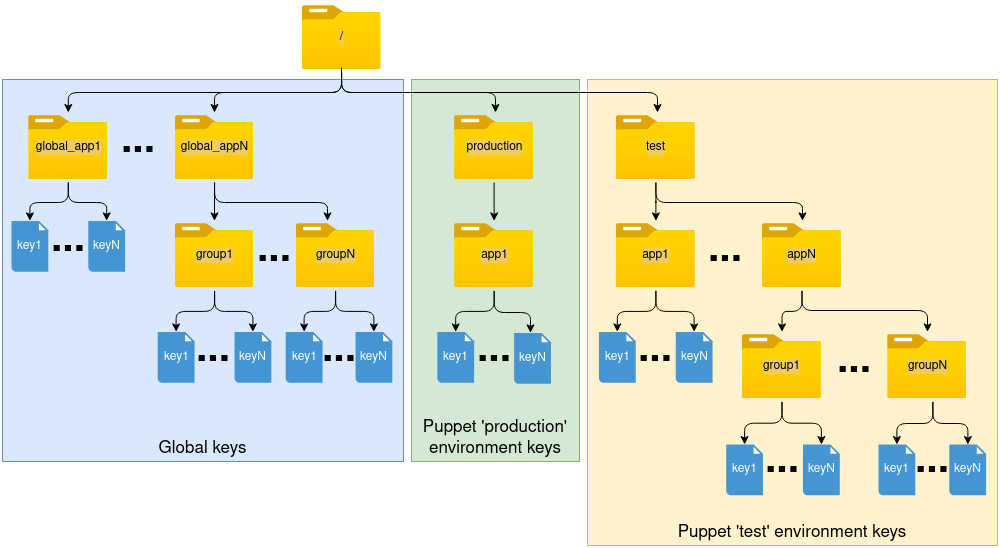 /
global_app1
global_appN
production
test
key1
keyN
group1
groupN
app1
app1
appN
key1
keyN
key1
keyN
key1
keyN
key1
keyN
group1
groupN
key1
keyN
key1
keyN
Global keys
Puppet 'production'
environment keys
Puppet 'test' environment keys